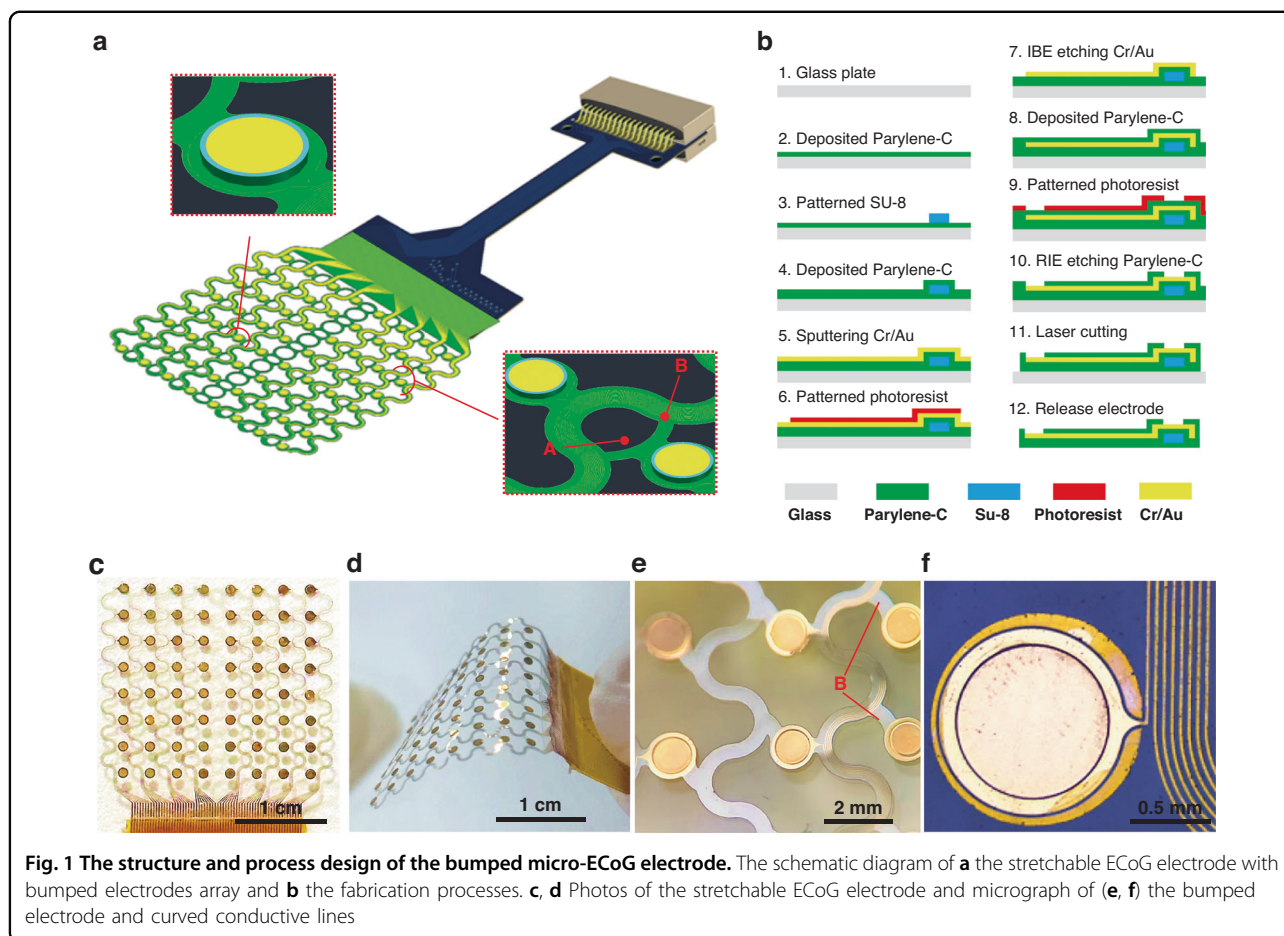 a
B
A
b
1. Glass plate
2. Deposited Parylene-C
3. Patterned SU-8
4. Deposited Parylene-C
5. Sputtering Cr/Au
6. Patterned photoresist
7. IBE etching Cr/Au
8. Deposited Parylene-C
9. Patterned photoresist
10. RIE etching Parylene-C
11. Laser cutting
12. Release electrode
Glass Parylene-C Su-8 Photoresist Cr/Au
c
1 cm
d
1 cm
e
B
2 mm
f
0.5 mm
Fig. 1 The structure and process design of the bumped micro-ECoG electrode. The schematic diagram of a the stretchable ECoG electrode with
bumped electrodes array and b the fabrication processes. c, d Photos of the stretchable ECoG electrode and micrograph of (e, f) the bumped
electrode and curved conductive lines